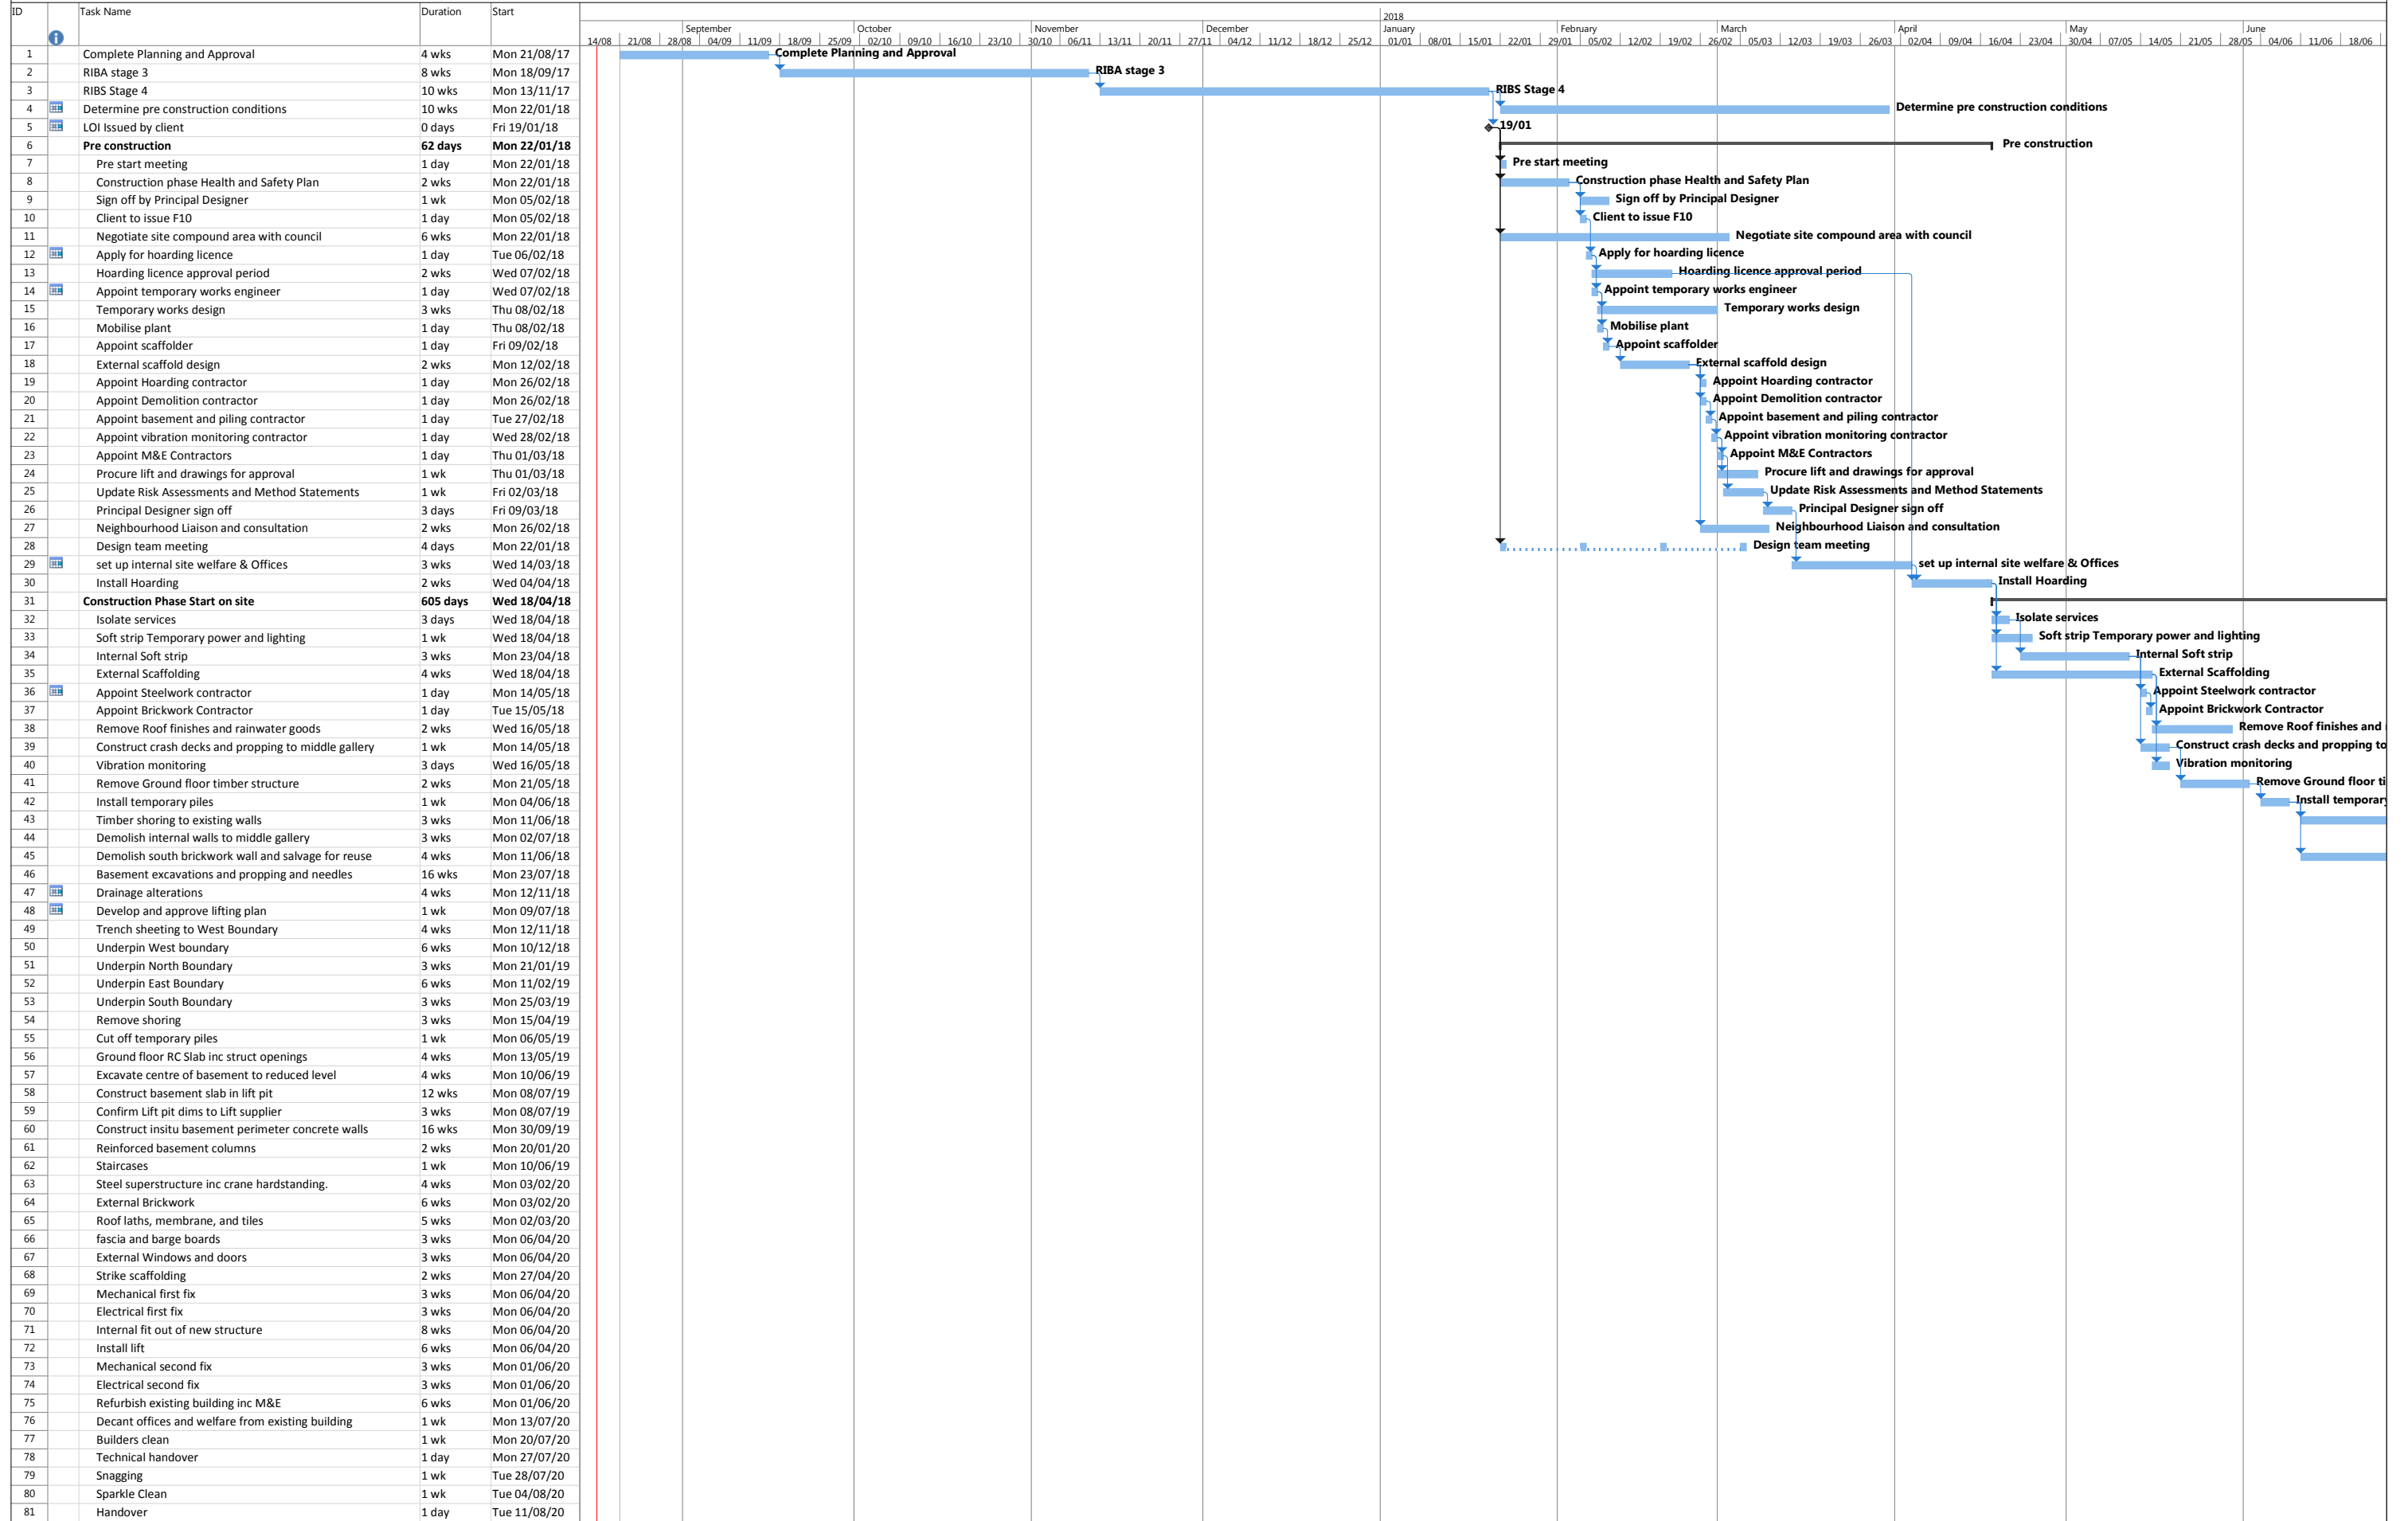 ID Task Name Duration Start
2018
September October November December January February March April May June
14/08 21/08 28/08 04/09 11/09 18/09 25/09 02/10 09/10 16/10 23/10 30/10 06/11 13/11 20/11 27/11 04/12 11/12 18/12 25/12 01/01 08/01 15/01 22/01 29/01 05/02 12/02 19/02 26/02 05/03 12/03 19/03 26/03 02/04 09/04 16/04 23/04 30/04 07/05 14/05 21/05 28/05 04/06 11/06 18/06
1 Complete Planning and Approval 4 wks Mon 21/08/17 Complete Planning and Approval
2 RIBA stage 3 8 wks Mon 18/09/17 RIBA stage 3
3 RIBS Stage 4 10 wks Mon 13/11/17 RIBS Stage 4
4 Determine pre construction conditions 10 wks Mon 22/01/18 Determine pre construction conditions
5 LOI Issued by client 0 days Fri 19/01/18 19/01
6 Pre construction 62 days Mon 22/01/18 Pre construction
7 Pre start meeting 1 day Mon 22/01/18 Pre start meeting
8 Construction phase Health and Safety Plan 2 wks Mon 22/01/18 Construction phase Health and Safety Plan
9 Sign off by Principal Designer 1 wk Mon 05/02/18 Sign off by Principal Designer
10 Client to issue F10 1 day Mon 05/02/18 Client to issue F10
11 Negotiate site compound area with council 6 wks Mon 22/01/18 Negotiate site compound area with council
12 Apply for hoarding licence 1 day Tue 06/02/18 Apply for hoarding licence
13 Hoarding licence approval period 2 wks Wed 07/02/18 Hoarding licence approval period
14 Appoint temporary works engineer 1 day Wed 07/02/18 Appoint temporary works engineer
15 Temporary works design 3 wks Thu 08/02/18 Temporary works design
16 Mobilise plant 1 day Thu 08/02/18 Mobilise plant
17 Appoint scaffolder 1 day Fri 09/02/18 Appoint scaffolder
18 External scaffold design 2 wks Mon 12/02/18 External scaffold design
19 Appoint Hoarding contractor 1 day Mon 26/02/18 Appoint Hoarding contractor
20 Appoint Demolition contractor 1 day Mon 26/02/18 Appoint Demolition contractor
21 Appoint basement and piling contractor 1 day Tue 27/02/18 Appoint basement and piling contractor
22 Appoint vibration monitoring contractor 1 day Wed 28/02/18 Appoint vibration monitoring contractor
23 Appoint M&E Contractors 1 day Thu 01/03/18 Appoint M&E Contractors
24 Procure lift and drawings for approval 1 wk Thu 01/03/18 Procure lift and drawings for approval
25 Update Risk Assessments and Method Statements 1 wk Fri 02/03/18 Update Risk Assessments and Method Statements
26 Principal Designer sign off 3 days Fri 09/03/18 Principal Designer sign off
27 Neighbourhood Liaison and consultation 2 wks Mon 26/02/18 Neighbourhood Liaison and consultation
28 Design team meeting 4 days Mon 22/01/18 Design team meeting
29 set up internal site welfare & Offices 3 wks Wed 14/03/18 set up internal site welfare & Offices
30 Install Hoarding 2 wks Wed 04/04/18 Install Hoarding
31 Construction Phase Start on site 605 days Wed 18/04/18
32 Isolate services 3 days Wed 18/04/18 Isolate services
33 Soft strip Temporary power and lighting 1 wk Wed 18/04/18 Soft strip Temporary power and lighting
34 Internal Soft strip 3 wks Mon 23/04/18 Internal Soft strip
35 External Scaffolding 4 wks Wed 18/04/18 External Scaffolding
36 Appoint Steelwork contractor 1 day Mon 14/05/18 Appoint Steelwork contractor
37 Appoint Brickwork Contractor 1 day Tue 15/05/18 Appoint Brickwork Contractor
38 Remove Roof finishes and rainwater goods 2 wks Wed 16/05/18 Remove Roof finishes and
39 Construct crash decks and propping to middle gallery 1 wk Mon 14/05/18 Construct crash decks and propping to
40 Vibration monitoring 3 days Wed 16/05/18 Vibration monitoring
41 Remove Ground floor timber structure 2 wks Mon 21/05/18 Remove Ground floor ti
42 Install temporary piles 1 wk Mon 04/06/18 Install temporary
43 Timber shoring to existing walls 3 wks Mon 11/06/18
44 Demolish internal walls to middle gallery 3 wks Mon 02/07/18
45 Demolish south brickwork wall and salvage for reuse 4 wks Mon 11/06/18
46 Basement excavations and propping and needles 16 wks Mon 23/07/18
47 Drainage alterations 4 wks Mon 12/11/18
48 Develop and approve lifting plan 1 wk Mon 09/07/18
49 Trench sheeting to West Boundary 4 wks Mon 12/11/18
50 Underpin West boundary 6 wks Mon 10/12/18
51 Underpin North Boundary 3 wks Mon 21/01/19
52 Underpin East Boundary 6 wks Mon 11/02/19
53 Underpin South Boundary 3 wks Mon 25/03/19
54 Remove shoring 3 wks Mon 15/04/19
55 Cut off temporary piles 1 wk Mon 06/05/19
56 Ground floor RC Slab inc struct openings 4 wks Mon 13/05/19
57 Excavate centre of basement to reduced level 4 wks Mon 10/06/19
58 Construct basement slab in lift pit 12 wks Mon 08/07/19
59 Confirm Lift pit dims to Lift supplier 3 wks Mon 08/07/19
60 Construct insitu basement perimeter concrete walls 16 wks Mon 30/09/19
61 Reinforced basement columns 2 wks Mon 20/01/20
62 Staircases 1 wk Mon 10/06/19
63 Steel superstructure inc crane hardstanding. 4 wks Mon 03/02/20
64 External Brickwork 6 wks Mon 03/02/20
65 Roof laths, membrane, and tiles 5 wks Mon 02/03/20
66 fascia and barge boards 3 wks Mon 06/04/20
67 External Windows and doors 3 wks Mon 06/04/20
68 Strike scaffolding 2 wks Mon 27/04/20
69 Mechanical first fix 3 wks Mon 06/04/20
70 Electrical first fix 3 wks Mon 06/04/20
71 Internal fit out of new structure 8 wks Mon 06/04/20
72 Install lift 6 wks Mon 06/04/20
73 Mechanical second fix 3 wks Mon 01/06/20
74 Electrical second fix 3 wks Mon 01/06/20
75 Refurbish existing building inc M&E 6 wks Mon 01/06/20
76 Decant offices and welfare from existing building 1 wk Mon 13/07/20
77 Builders clean 1 wk Mon 20/07/20
78 Technical handover 1 day Mon 27/07/20
79 Snagging 1 wk Tue 28/07/20
80 Sparkle Clean 1 wk Tue 04/08/20
81 Handover 1 day Tue 11/08/20